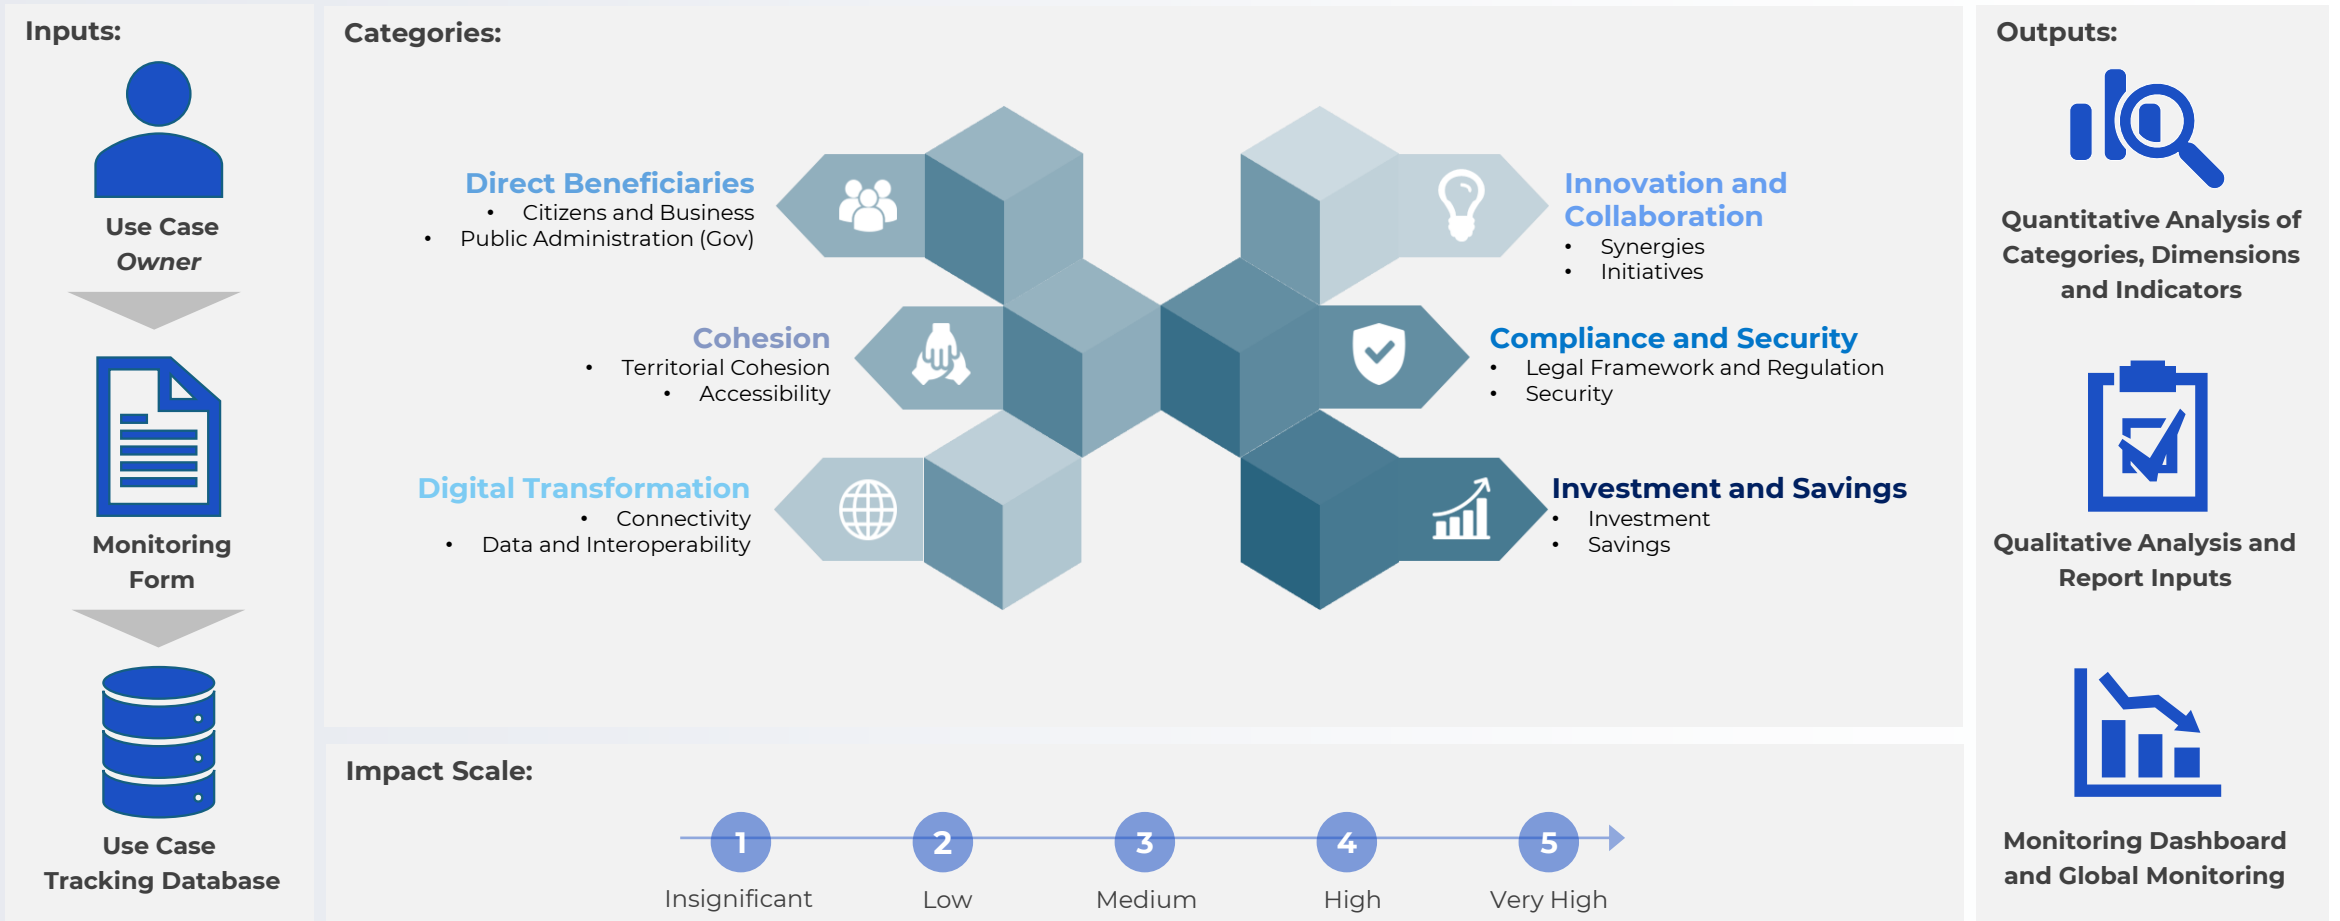 Inputs:
Use Case
Owner
Monitoring
Form
Use Case
Tracking Database
Categories:
Direct Beneficiaries
• Citizens and Business
• Public Administration (Gov)
Cohesion
• Territorial Cohesion
• Accessibility
Digital Transformation
• Connectivity
• Data and Interoperability
Innovation and
Collaboration
• Synergies
• Initiatives
Compliance and Security
• Legal Framework and Regulation
• Security
Investment and Savings
• Investment
• Savings
Impact Scale:
1 2 3 4 5
Insignificant Low Medium High Very High
Outputs:
Quantitative Analysis of
Categories, Dimensions
and Indicators
Qualitative Analysis and
Report Inputs
Monitoring Dashboard
and Global Monitoring